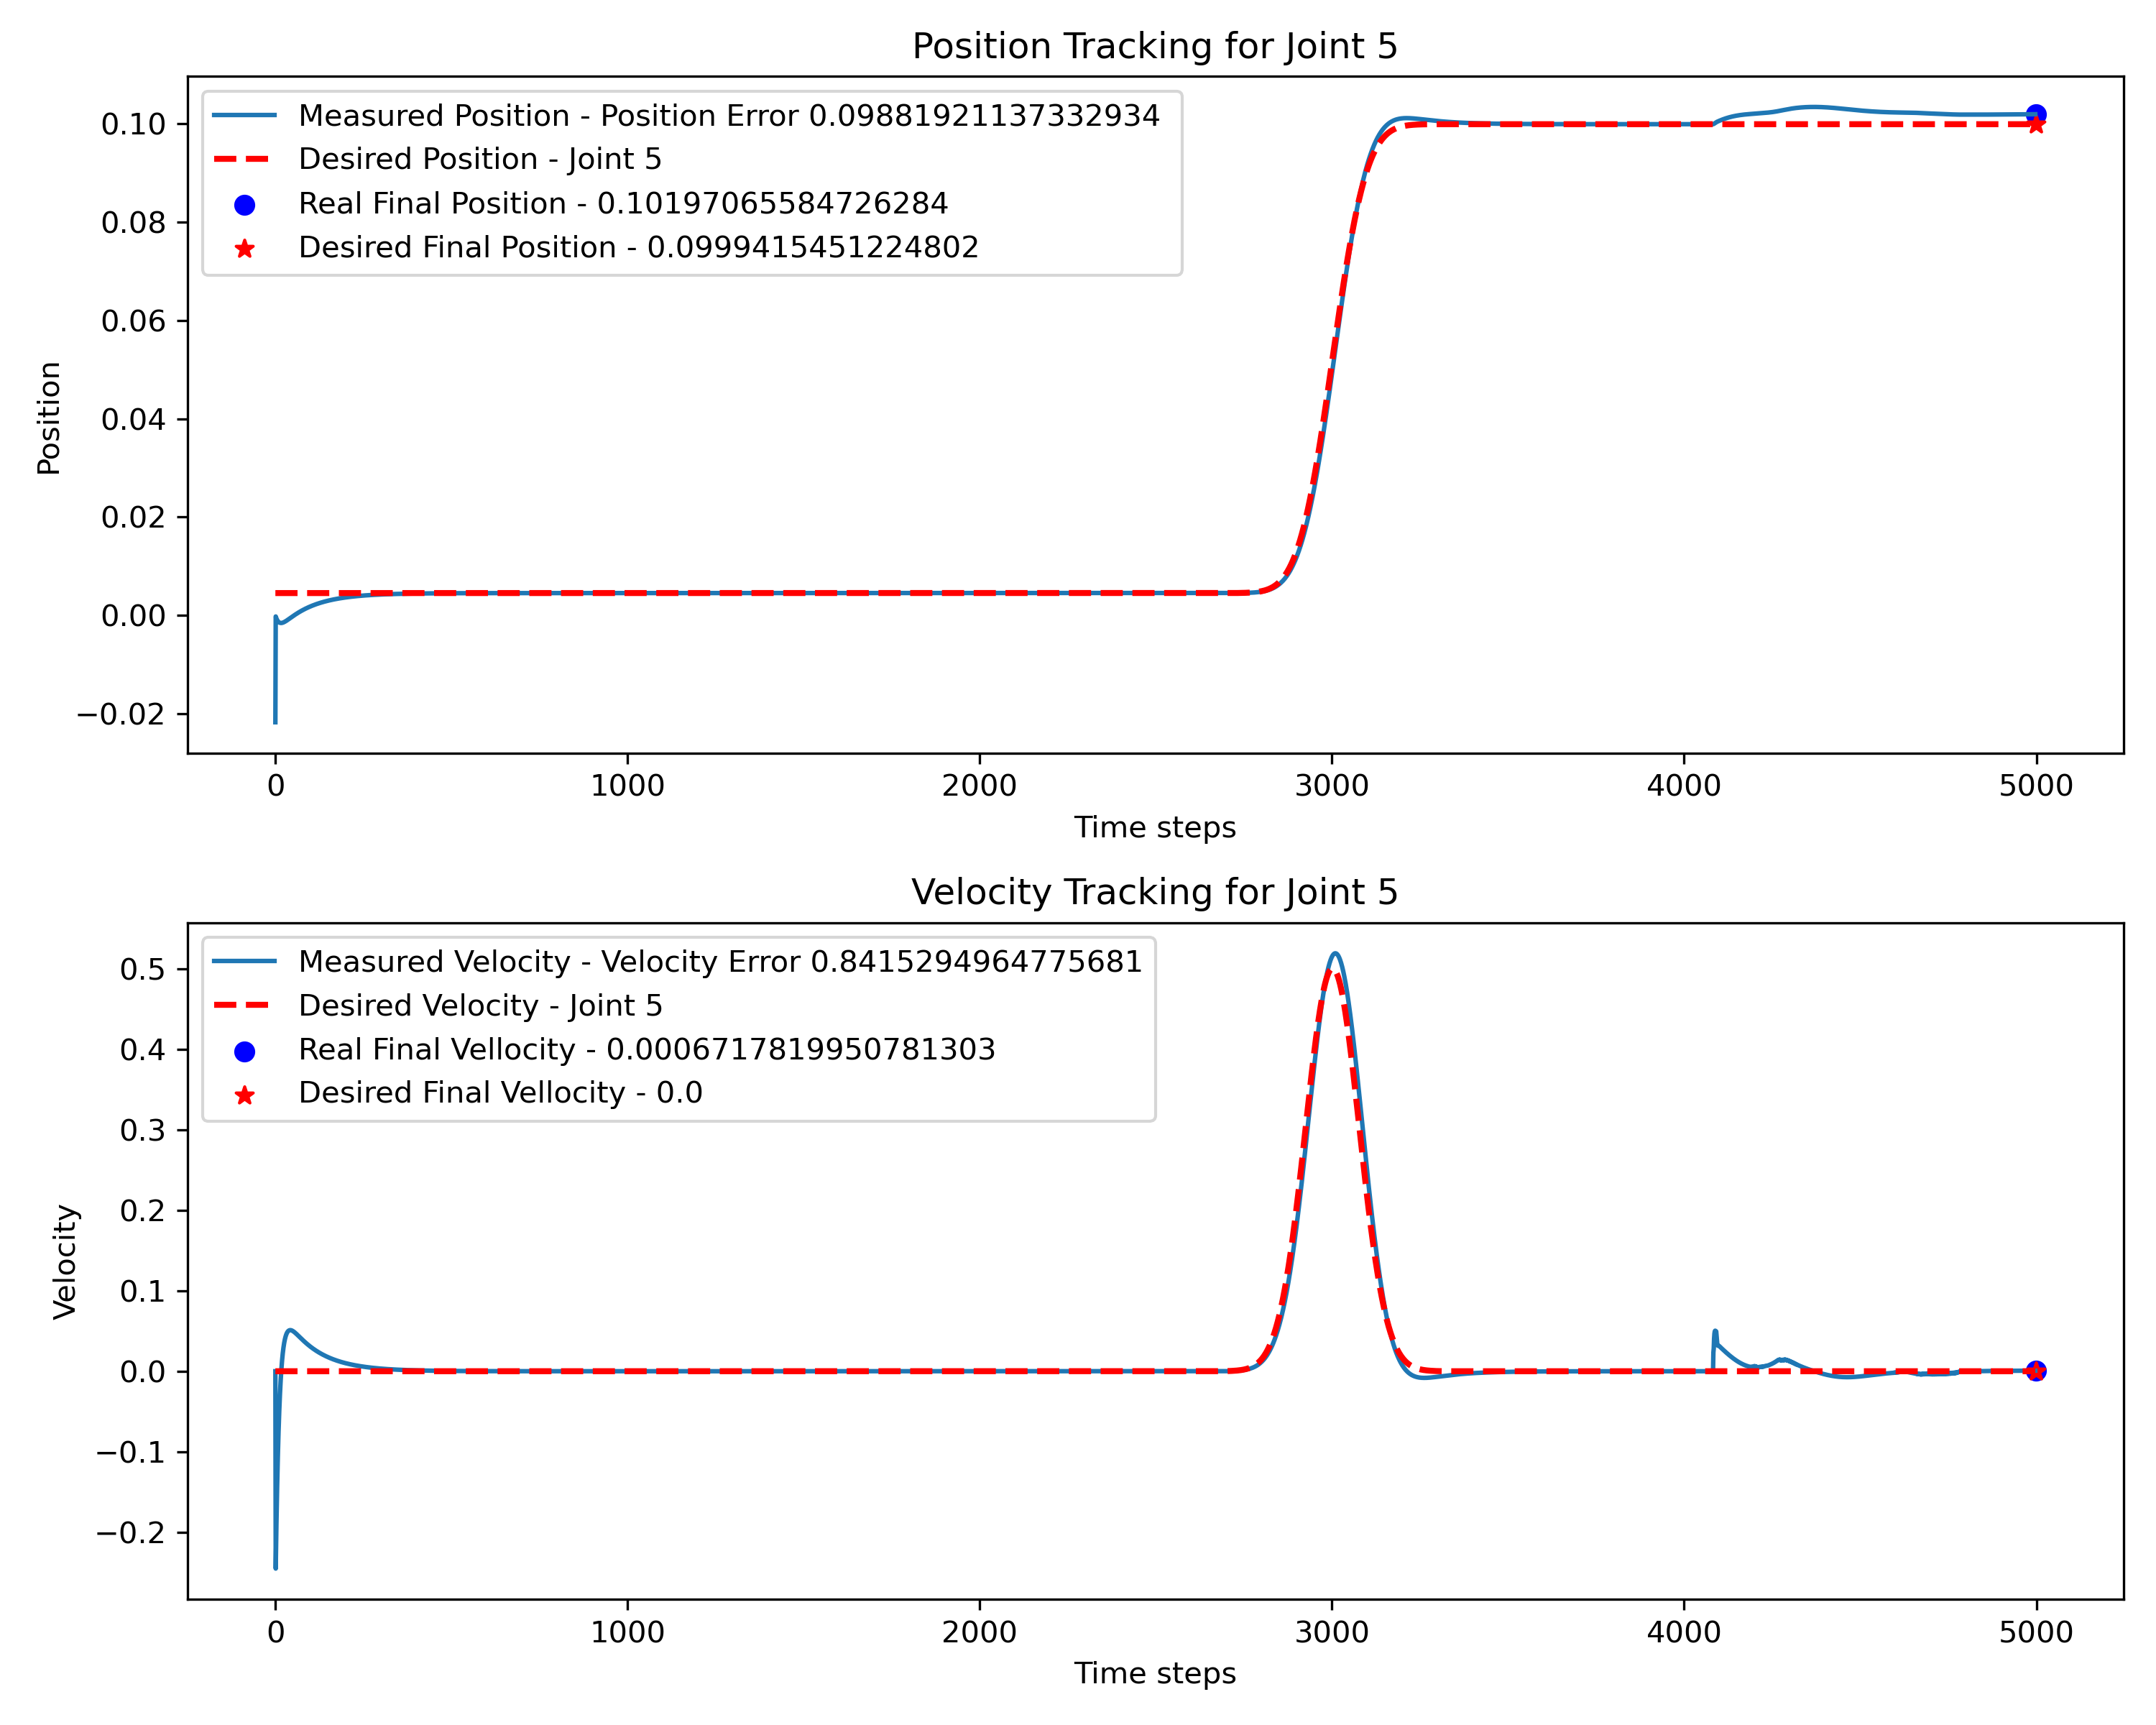 Position Tracking for Joint 5
Measured Position - Position Error 0.09881921137332934
Desired Position - Joint 5
Real Final Position - 0.10197065584726284
Desired Final Position - 0.0999415451224802
0.10
0.08
0.06
0.04
0.02
0.00
−0.02
Position
0 1000 2000 3000 4000 5000
Time steps
Velocity Tracking for Joint 5
Measured Velocity - Velocity Error 0.8415294964775681
Desired Velocity - Joint 5
Real Final Vellocity - 0.0006717819950781303
Desired Final Vellocity - 0.0
0.5
0.4
0.3
0.2
0.1
0.0
−0.1
−0.2
Velocity
0 1000 2000 3000 4000 5000
Time steps